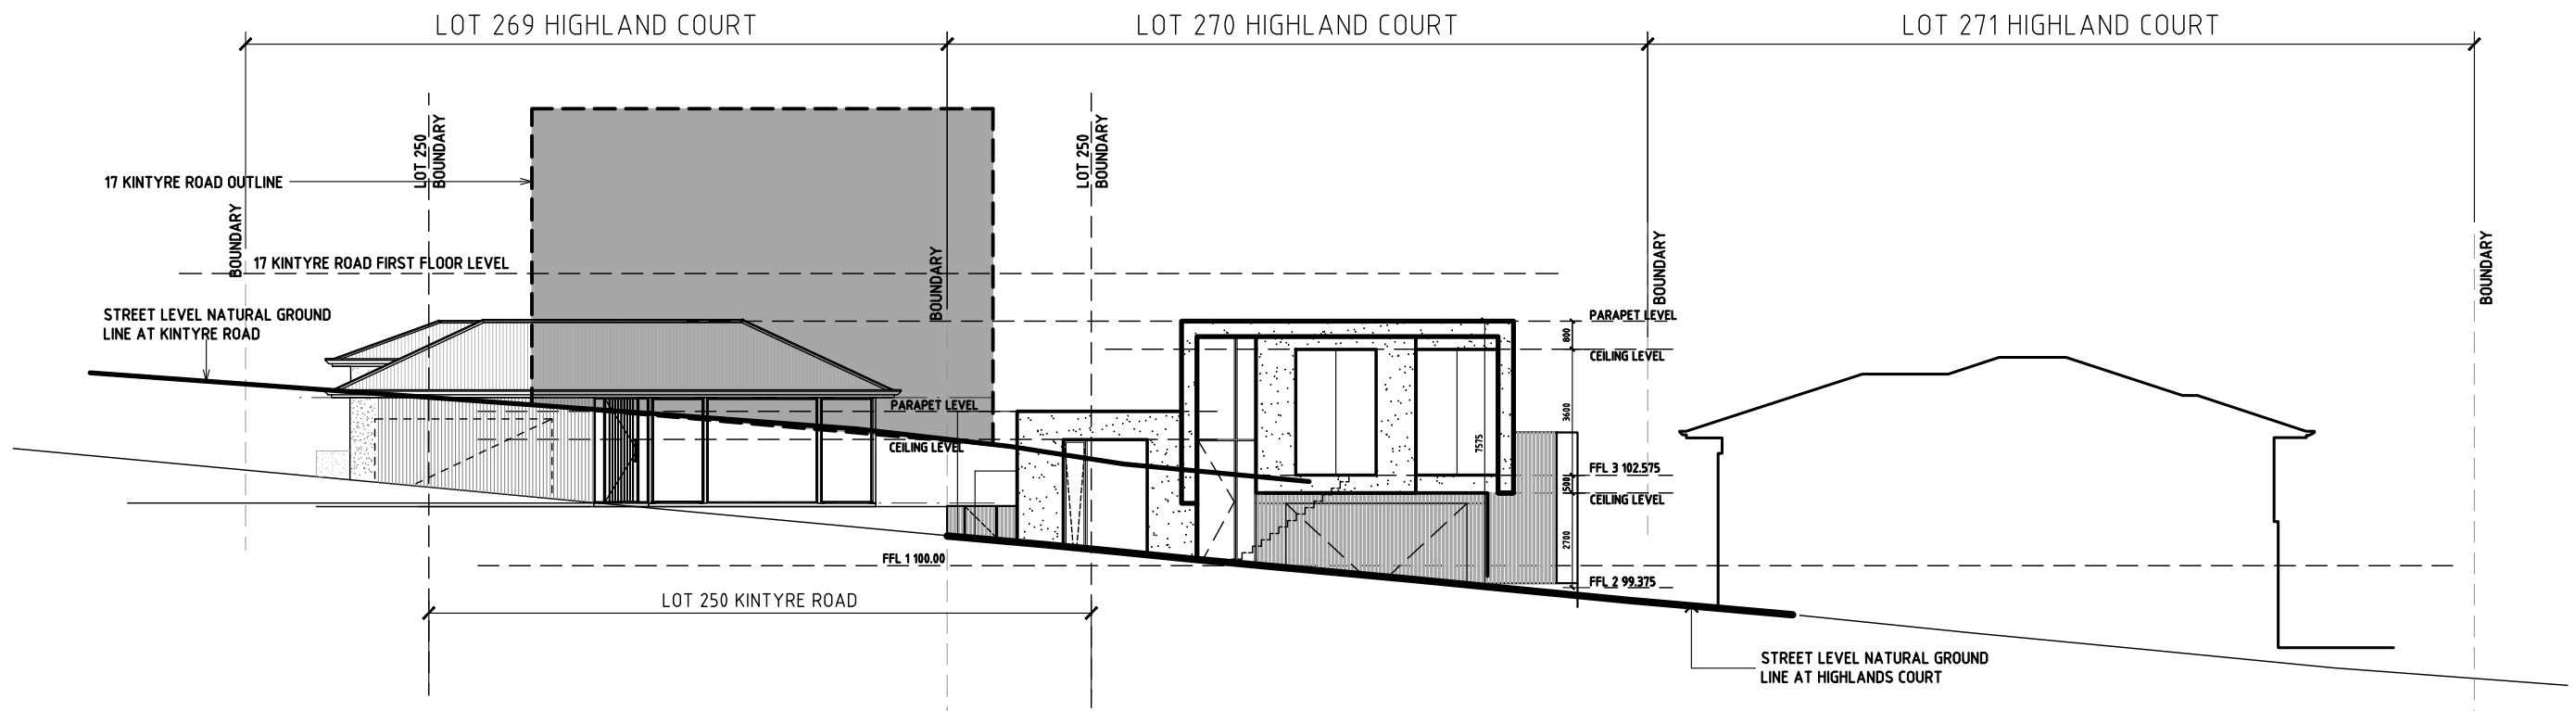 LOT 269 HIGHLAND COURT
LOT 270 HIGHLAND COURT
LOT 271 HIGHLAND COURT
LOT 250
BOUNDARY
LOT 250
BOUNDARY
17 KINTYRE ROAD OUTLINE
BOUNDARY
BOUNDARY
BOUNDARY
BOUNDARY
17 KINTYRE ROAD FIRST FLOOR LEVEL
STREET LEVEL NATURAL GROUND
LINE AT KINTYRE ROAD
PARAPET LEVEL
800
CEILING LEVEL
PARAPET LEVEL
3600
7575
CEILING LEVEL
FFL 3 102.575
500
CEILING LEVEL
2700
FFL 1 100.00
FFL 2 99.375
LOT 250 KINTYRE ROAD
STREET LEVEL NATURAL GROUND
LINE AT HIGHLANDS COURT